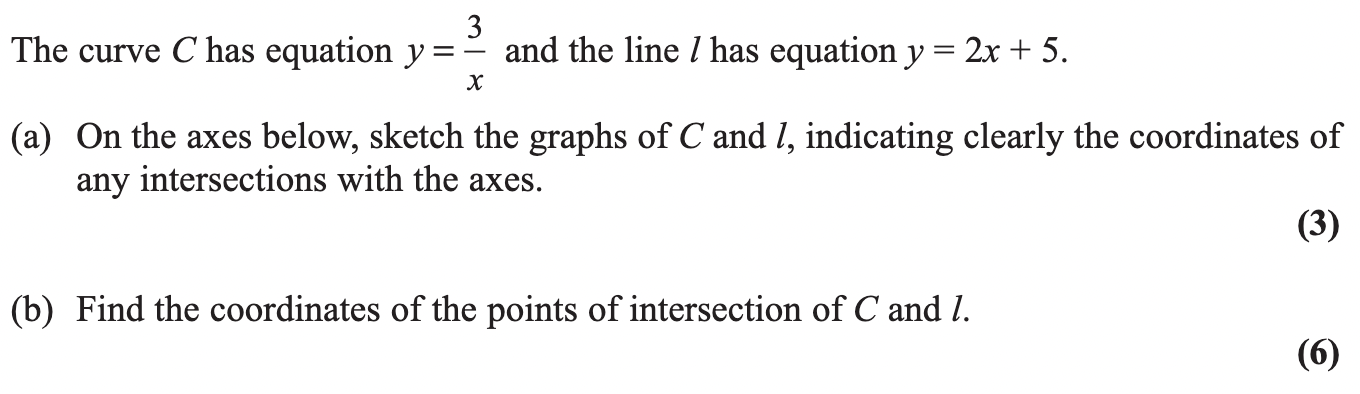 The curve C has equation y = 3/x and the line l has equation y = 2x + 5.
(a) On the axes below, sketch the graphs of C and l, indicating clearly the coordinates of
any intersections with the axes.
(3)
(b) Find the coordinates of the points of intersection of C and l.
(6)